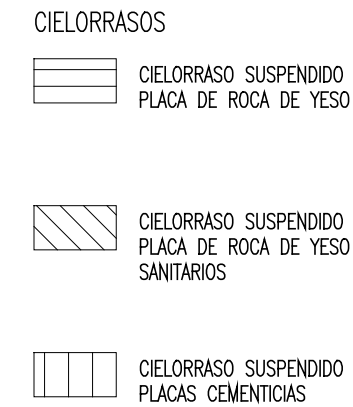 CIELORRASOS
CIELORRASO SUSPENDIDO
PLACA DE ROCA DE YESO
CIELORRASO SUSPENDIDO
PLACA DE ROCA DE YESO
SANITARIOS
CIELORRASO SUSPENDIDO
PLACAS CEMENTICIAS